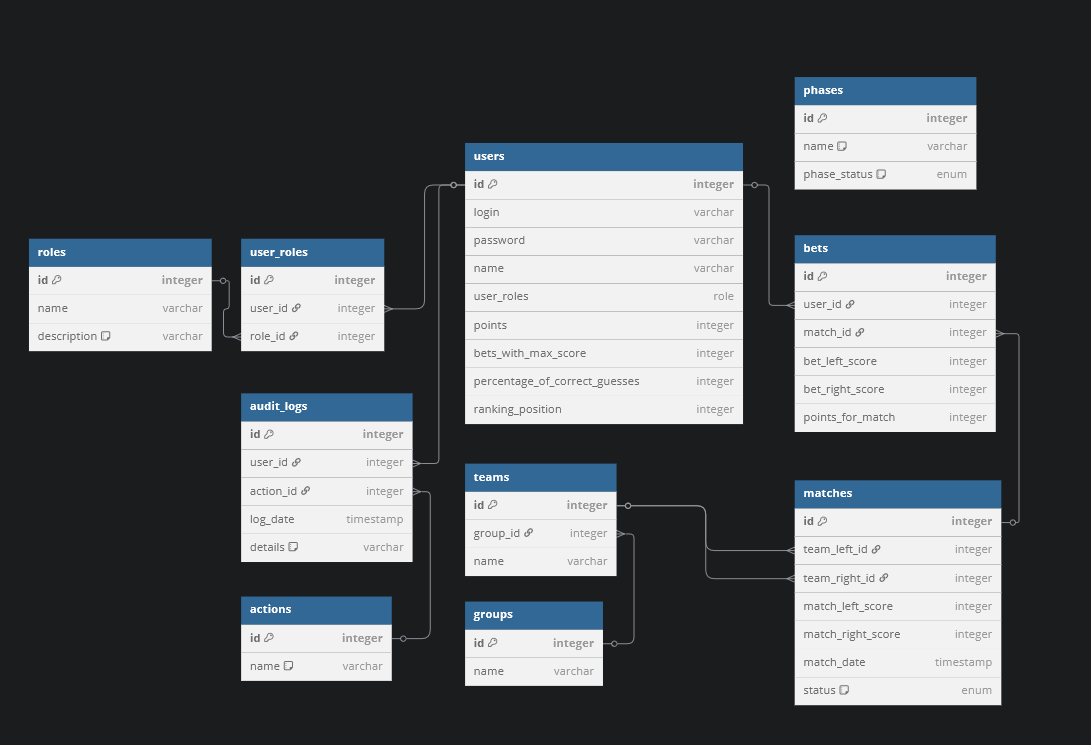 phases
id integer
name varchar
phase_status enum
users
id integer
login varchar
password varchar
name varchar
user_roles role
points integer
bets_with_max_score integer
percentage_of_correct_guesses integer
ranking_position integer
roles
id integer
name varchar
description varchar
user_roles
id integer
user_id integer
role_id integer
bets
id integer
user_id integer
match_id integer
bet_left_score integer
bet_right_score integer
points_for_match integer
audit_logs
id integer
user_id integer
action_id integer
log_date timestamp
details varchar
teams
id integer
group_id integer
name varchar
matches
id integer
team_left_id integer
team_right_id integer
match_left_score integer
match_right_score integer
match_date timestamp
status enum
actions
id integer
name varchar
groups
id integer
name varchar